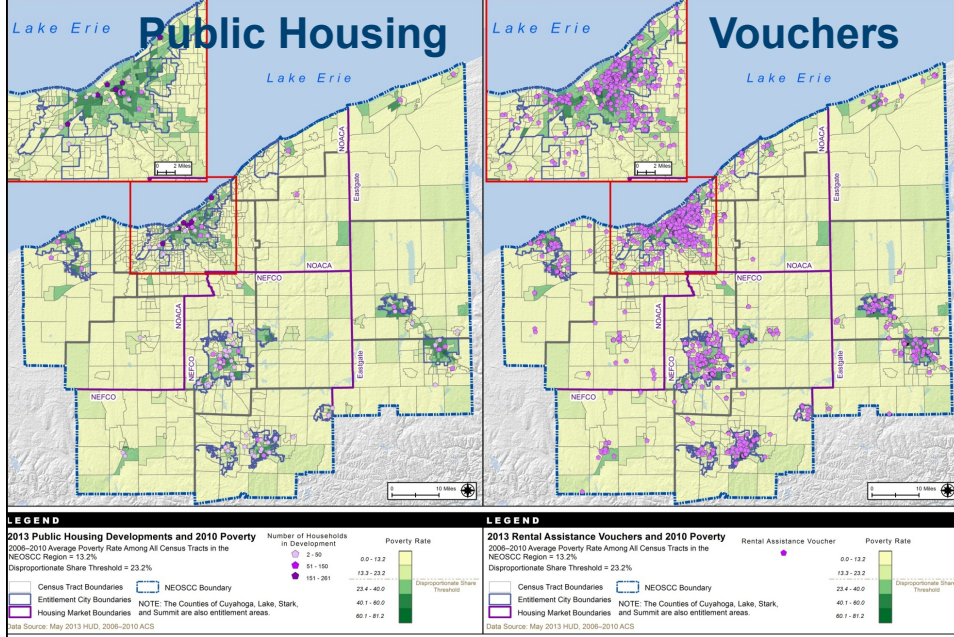 Public Housing
Lake Erie
Lake Erie
0 2 Miles
NOACA
Eastgate
NOACA
NEFCO
NOACA
NEFCO
Eastgate
NEFCO
0 10 Miles
Vouchers
Lake Erie
Lake Erie
0 2 Miles
NOACA
Eastgate
NOACA
NEFCO
NOACA
NEFCO
Eastgate
NEFCO
0 10 Miles
LEGEND
2013 Public Housing Developments and 2010 Poverty
2006–2010 Average Poverty Rate Among All Census Tracts in the
NEOSCC Region = 13.2%
Disproportionate Share Threshold = 23.2%
Census Tract Boundaries
NEOSCC Boundary
Entitlement City Boundaries
Housing Market Boundaries
NOTE: The Counties of Cuyahoga, Lake, Stark,
and Summit are also entitlement areas.
Data Source: May 2013 HUD, 2006–2010 ACS
Number of Households
in Development
2 - 50
51 - 150
151 - 261
Poverty Rate
0.0 - 13.2
13.3 - 23.2
Disproportionate Share
Threshold
23.4 - 40.0
40.1 - 60.0
60.1 - 81.2
LEGEND
2013 Rental Assistance Vouchers and 2010 Poverty
2006–2010 Average Poverty Rate Among All Census Tracts in the
NEOSCC Region = 13.2%
Disproportionate Share Threshold = 23.2%
Census Tract Boundaries
NEOSCC Boundary
Entitlement City Boundaries
Housing Market Boundaries
NOTE: The Counties of Cuyahoga, Lake, Stark,
and Summit are also entitlement areas.
Data Source: May 2013 HUD, 2006–2010 ACS
Rental Assistance Voucher
Poverty Rate
0.0 - 13.2
13.3 - 23.2
Disproportionate Share
Threshold
23.4 - 40.0
40.1 - 60.0
60.1 - 81.2